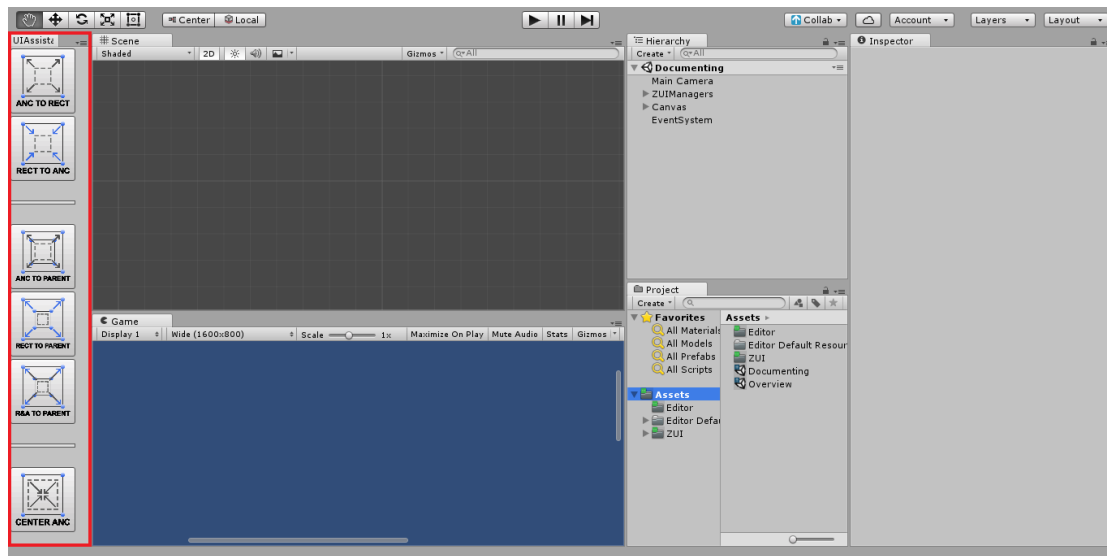 Center Local Collab Account Layers Layout
UIAssista
ANC TO RECT
RECT TO ANC
ANC TO PARENT
RECT TO PARENT
R&A TO PARENT
CENTER ANC
Scene
Shaded 2D Gizmos All
Game
Display 1 Wide (1600x800) Scale 1x Maximize On Play Mute Audio Stats Gizmos
Hierarchy
Create All
Documenting
Main Camera
ZUIManagers
Canvas
EventSystem
Project
Create
Favorites
All Materials
All Models
All Prefabs
All Scripts
Assets
Editor
Editor Defau
ZUI
Assets
Editor
Editor Default Resour
ZUI
Documenting
Overview
Inspector